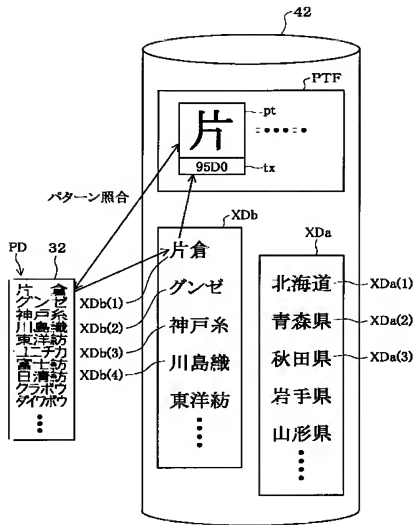 42
PTF
片
pt
95D0
tx
パターン照合
XDb
XDa
PD
32
片倉
グンゼ
神戸糸
川島織
東洋紡
ユニチカ
富士紡
日清紡
クラボウ
ダイワボウ
XDb(1)
片倉
XDb(2)
グンゼ
XDb(3)
神戸糸
XDb(4)
川島織
東洋紡
北海道
XDa(1)
青森県
XDa(2)
秋田県
XDa(3)
岩手県
山形県